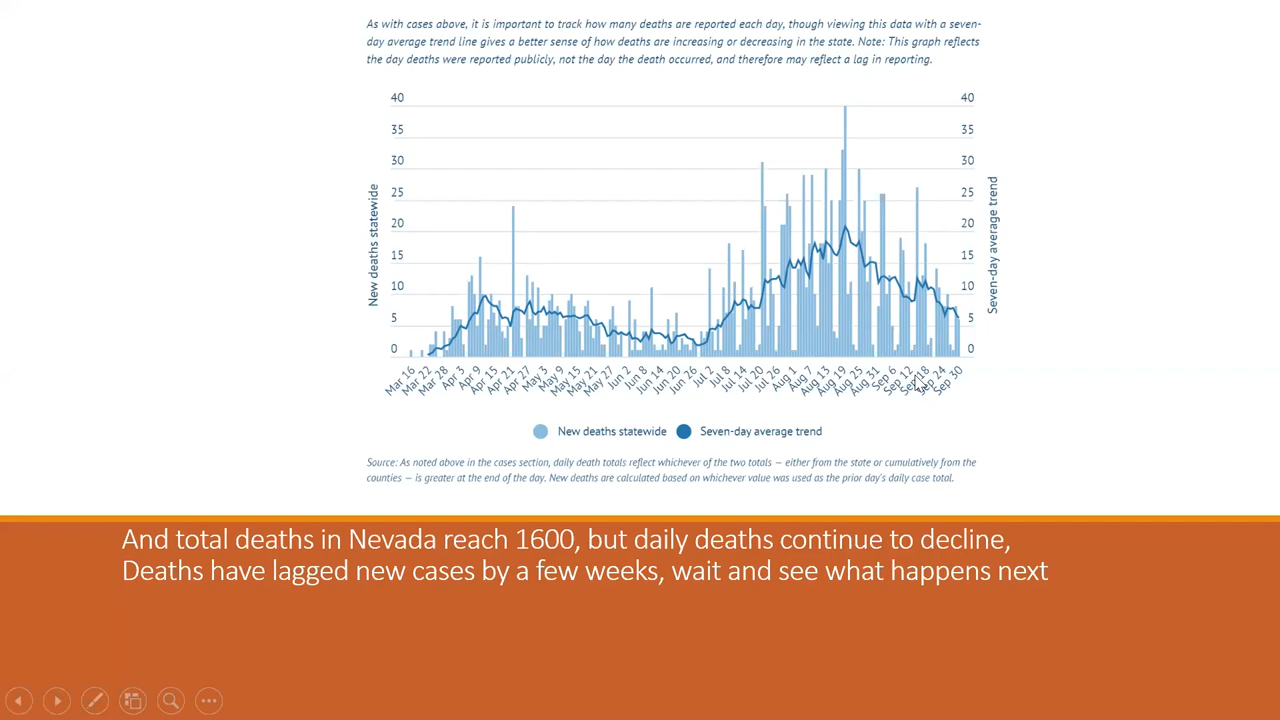 As with cases above, it is important to track how many deaths are reported each day, though viewing this data with a seven-
day average trend line gives a better sense of how deaths are increasing or decreasing in the state. Note: This graph reflects
the day deaths were reported publicly, not the day the death occurred, and therefore may reflect a lag in reporting.
40 40
35 35
30 30
25 25
20 20
15 15
10 10
5 5
0 0
New deaths statewide
Seven-day average trend
Mar 16 Mar 22 Mar 28 Apr 3 Apr 9 Apr 15 Apr 21 Apr 27 May 3 May 9 May 15 May 21 May 27 Jun 2 Jun 8 Jun 14 Jun 20 Jun 26 Jul 2 Jul 8 Jul 14 Jul 20 Jul 26 Aug 1 Aug 7 Aug 13 Aug 19 Aug 25 Aug 31 Sep 6 Sep 12 Sep 18 Sep 24 Sep 30
New deaths statewide Seven-day average trend
Source: As noted above in the cases section, daily death totals reflect whichever of the two totals — either from the state or cumulatively from the
counties — is greater at the end of the day. New deaths are calculated based on whichever value was used as the prior day's daily case total.
And total deaths in Nevada reach 1600, but daily deaths continue to decline,
Deaths have lagged new cases by a few weeks, wait and see what happens next